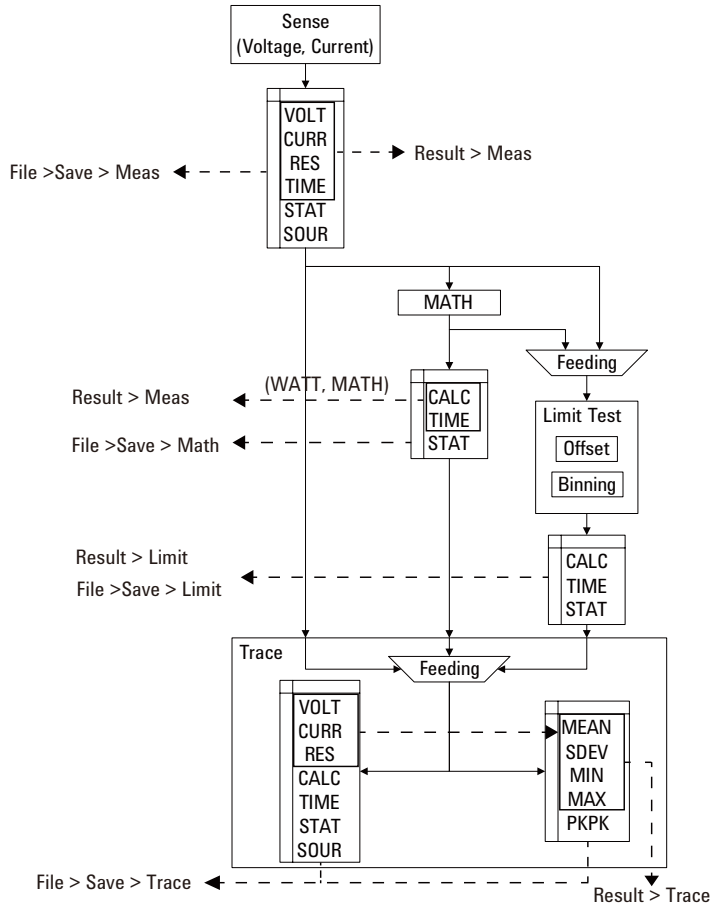 Sense
(Voltage, Current)
VOLT
CURR
RES
TIME
STAT
SOUR
Result > Meas
File >Save > Meas
MATH
Feeding
(WATT, MATH)
Result > Meas
File >Save > Math
CALC
TIME
STAT
Limit Test
Offset
Binning
Result > Limit
File >Save > Limit
CALC
TIME
STAT
Trace
Feeding
VOLT
CURR
RES
CALC
TIME
STAT
SOUR
MEAN
SDEV
MIN
MAX
PKPK
File > Save > Trace
Result > Trace